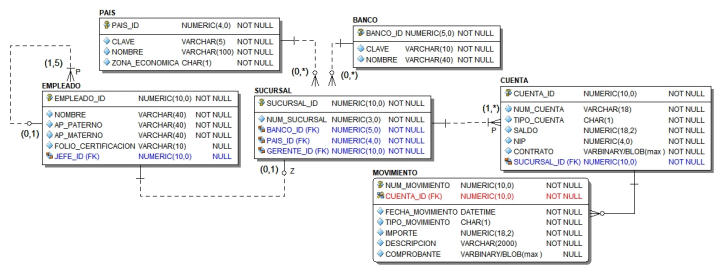 PAIS
PAIS_ID NUMERIC(4,0) NOT NULL
CLAVE VARCHAR(5) NOT NULL
NOMBRE VARCHAR(100) NOT NULL
ZONA_ECONOMICA CHAR(1) NOT NULL
BANCO
BANCO_ID NUMERIC(5,0) NOT NULL
CLAVE VARCHAR(10) NOT NULL
NOMBRE VARCHAR(40) NOT NULL
(1,5)
P
(0,*)
(0,*)
EMPLEADO
EMPLEADO_ID NUMERIC(10,0) NOT NULL
NOMBRE VARCHAR(40) NOT NULL
AP_PATERNO VARCHAR(40) NOT NULL
AP_MATERNO VARCHAR(40) NOT NULL
FOLIO_CERTIFICACION VARCHAR(10) NULL
JEFE_ID (FK) NUMERIC(10,0) NOT NULL
(0,1)
SUCURSAL
SUCURSAL_ID NUMERIC(10,0) NOT NULL
NUM_SUCURSAL NUMERIC(3,0) NOT NULL
BANCO_ID (FK) NUMERIC(5,0) NOT NULL
PAIS_ID (FK) NUMERIC(4,0) NOT NULL
GERENTE_ID (FK) NUMERIC(10,0) NOT NULL
(0,1)
Z
(1,*)
P
CUENTA
CUENTA_ID NUMERIC(10,0) NOT NULL
NUM_CUENTA VARCHAR(18) NOT NULL
TIPO_CUENTA CHAR(1) NOT NULL
SALDO NUMERIC(18,2) NOT NULL
NIP NUMERIC(4,0) NOT NULL
CONTRATO VARBINARY/BLOB(max ) NOT NULL
SUCURSAL_ID (FK) NUMERIC(10,0) NOT NULL
MOVIMIENTO
NUM_MOVIMIENTO NUMERIC(10,0) NOT NULL
CUENTA_ID (FK) NUMERIC(10,0) NOT NULL
FECHA_MOVIMIENTO DATETIME NOT NULL
TIPO_MOVIMIENTO CHAR(1) NOT NULL
IMPORTE NUMERIC(18,2) NOT NULL
DESCRIPCION VARCHAR(2000) NOT NULL
COMPROBANTE VARBINARY/BLOB(max ) NULL